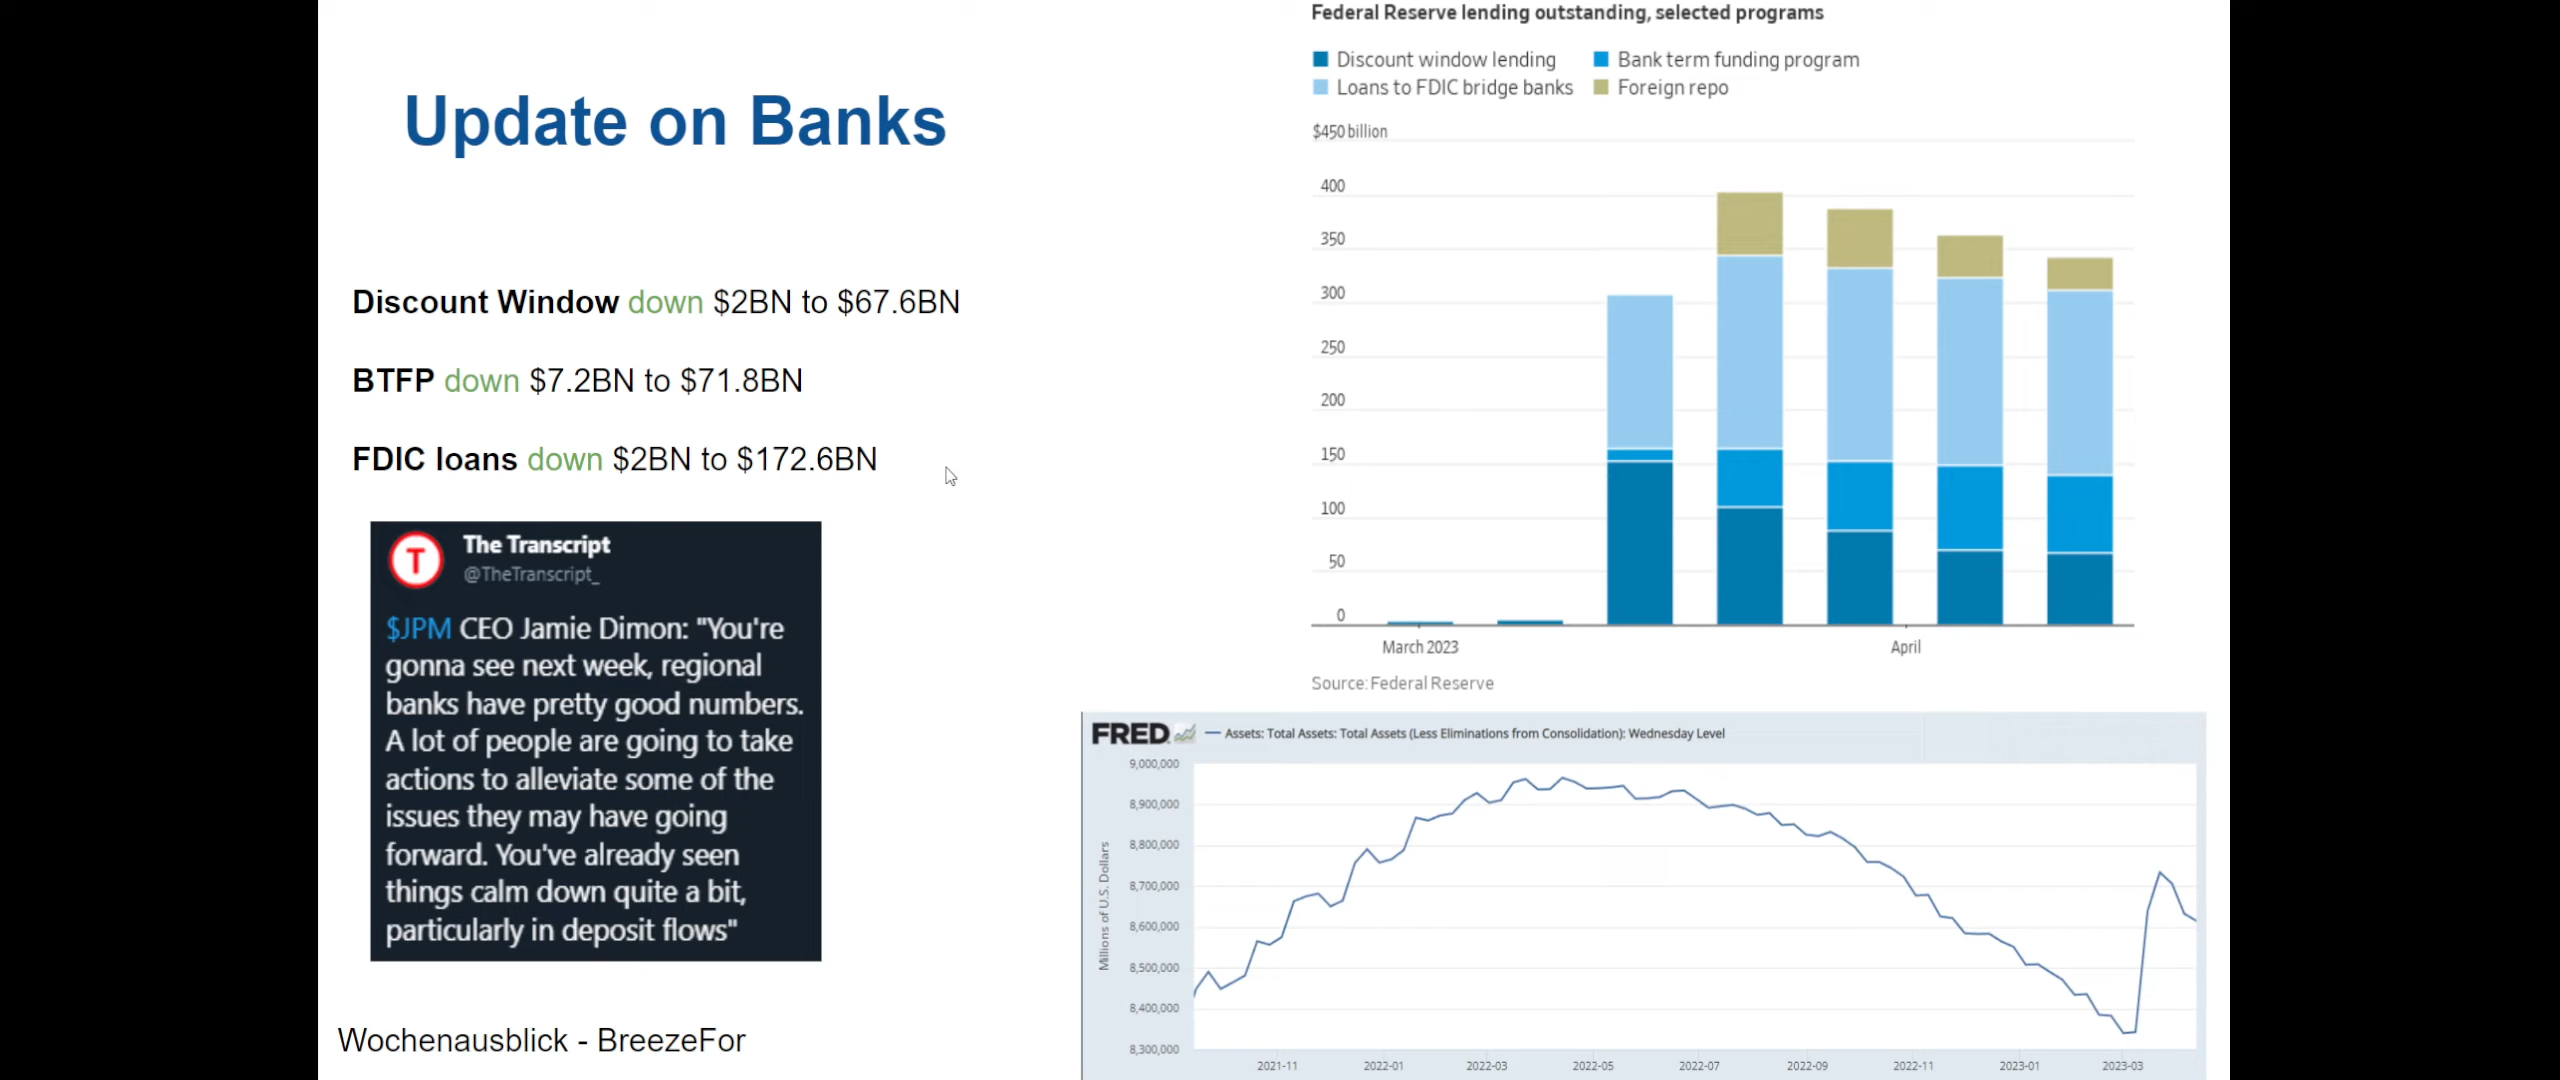 Update on Banks
Discount Window down $2BN to $67.6BN
BTFP down $7.2BN to $71.8BN
FDIC loans down $2BN to $172.6BN
T
The Transcript
@TheTranscript_
$JPM CEO Jamie Dimon: "You're
gonna see next week, regional
banks have pretty good numbers.
A lot of people are going to take
actions to alleviate some of the
issues they may have going
forward. You've already seen
things calm down quite a bit,
particularly in deposit flows"
Wochenausblick - BreezeFor
Federal Reserve lending outstanding, selected programs
Discount window lending
Bank term funding program
Loans to FDIC bridge banks
Foreign repo
$450 billion
400
350
300
250
200
150
100
50
0
March 2023
April
Source: Federal Reserve
FRED
Assets: Total Assets: Total Assets (Less Eliminations from Consolidation): Wednesday Level
Millions of U.S. Dollars
9,000,000
8,900,000
8,800,000
8,700,000
8,600,000
8,500,000
8,400,000
8,300,000
2021-11
2022-01
2022-03
2022-05
2022-07
2022-09
2022-11
2023-01
2023-03